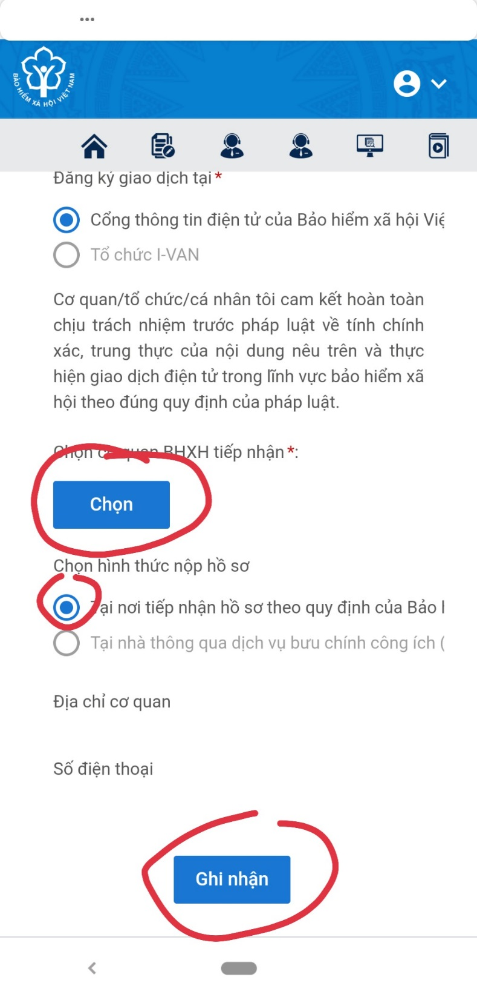 ...
BẢO HIỂM XÃ HỘI VIỆT NAM
Đăng ký giao dịch tại*
Cổng thông tin điện tử của Bảo hiểm xã hội Việ
Tổ chức I-VAN
Cơ quan/tổ chức/cá nhân tôi cam kết hoàn toàn
chịu trách nhiệm trước pháp luật về tính chính
xác, trung thực của nội dung nêu trên và thực
hiện giao dịch điện tử trong lĩnh vực bảo hiểm xã
hội theo đúng quy định của pháp luật.
Chọn cơ quan BHXH tiếp nhận*:
Chọn
Chọn hình thức nộp hồ sơ
Tại nơi tiếp nhận hồ sơ theo quy định của Bảo h
Tại nhà thông qua dịch vụ bưu chính công ích (
Địa chỉ cơ quan
Số điện thoại
Ghi nhận